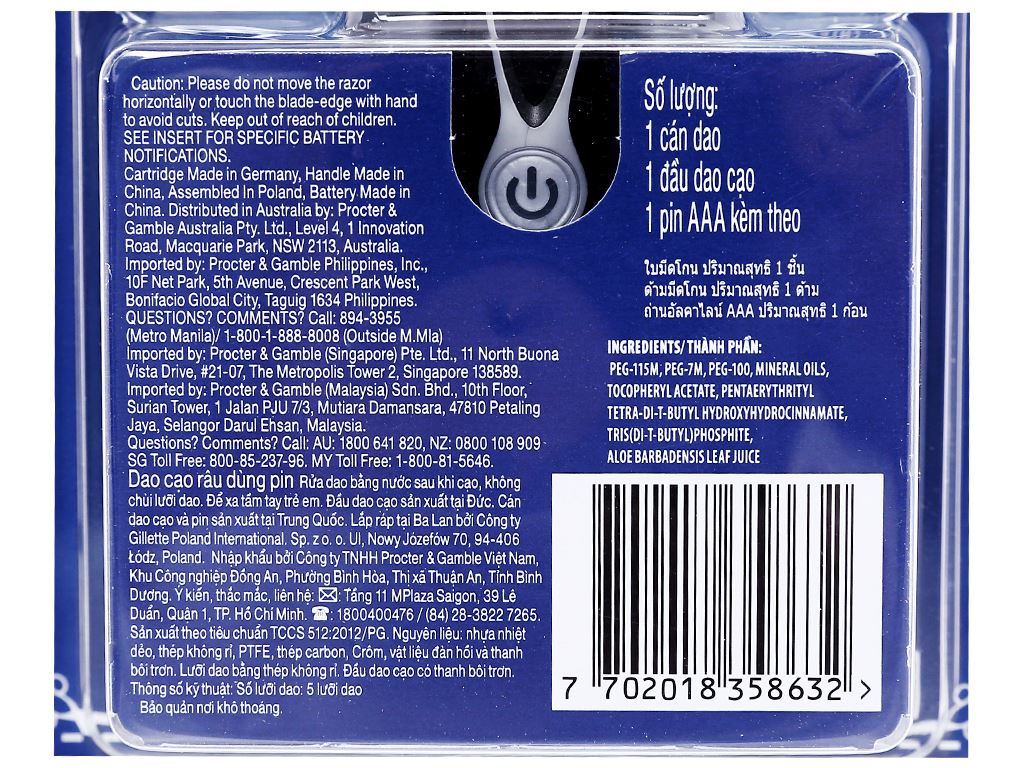 Caution: Please do not move the razor
horizontally or touch the blade-edge with hand
to avoid cuts. Keep out of reach of children.
SEE INSERT FOR SPECIFIC BATTERY
NOTIFICATIONS.
Cartridge Made in Germany, Handle Made in
China, Assembled In Poland, Battery Made in
China. Distributed in Australia by: Procter &
Gamble Australia Pty. Ltd., Level 4, 1 Innovation
Road, Macquarie Park, NSW 2113, Australia.
Imported by: Procter & Gamble Philippines, Inc.,
10F Net Park, 5th Avenue, Crescent Park West,
Bonifacio Global City, Taguig 1634 Philippines.
QUESTIONS? COMMENTS? Call: 894-3955
(Metro Manila)/ 1-800-1-888-8008 (Outside M.Mla)
Imported by: Procter & Gamble (Singapore) Pte. Ltd., 11 North Buona
Vista Drive, #21-07, The Metropolis Tower 2, Singapore 138589.
Imported by: Procter & Gamble (Malaysia) Sdn. Bhd., 10th Floor,
Surian Tower, 1 Jalan PJU 7/3, Mutiara Damansara, 47810 Petaling
Jaya, Selangor Darul Ehsan, Malaysia.
Questions? Comments? Call: AU: 1800 641 820, NZ: 0800 108 909
SG Toll Free: 800-85-237-96. MY Toll Free: 1-800-81-5646.
Dao cạo râu dùng pin Rửa dao bằng nước sau khi cạo, không
chùi lưỡi dao. Để xa tầm tay trẻ em. Đầu dao cạo sản xuất tại Đức. Cán
dao cạo và pin sản xuất tại Trung Quốc. Lắp ráp tại Ba Lan bởi Công ty
Gillette Poland International. Sp. z o. o. Ul, Nowy Józefów 70, 94-406
Łódz, Poland. Nhập khẩu bởi Công ty TNHH Procter & Gamble Việt Nam,
Khu Công nghiệp Đồng An, Phường Bình Hòa, Thị xã Thuận An, Tỉnh Bình
Dương. Ý kiến, thắc mắc, liên hệ: ✉: Tầng 11 MPlaza Saigon, 39 Lê
Duẩn, Quận 1, TP. Hồ Chí Minh. ☎: 1800400476 / (84) 28-3822 7265.
Sản xuất theo tiêu chuẩn TCCS 512:2012/PG. Nguyên liệu: nhựa nhiệt
dẻo, thép không rỉ, PTFE, thép carbon, Crôm, vật liệu đàn hồi và thanh
bôi trơn. Lưỡi dao bằng thép không rỉ. Đầu dao cạo có thanh bôi trơn.
Thông số kỹ thuật: Số lưỡi dao: 5 lưỡi dao
Bảo quản nơi khô thoáng.
Số lượng:
1 cán dao
1 đầu dao cạo
1 pin AAA kèm theo
ใบมีดโกน ปริมาณสุทธิ 1 ชิ้น
ด้ามมีดโกน ปริมาณสุทธิ 1 ด้าม
ถ่านอัลคาไลน์ AAA ปริมาณสุทธิ 1 ก้อน
INGREDIENTS/ THÀNH PHẦN:
PEG-115M, PEG-7M, PEG-100, MINERAL OILS,
TOCOPHERYL ACETATE, PENTAERYTHRITYL
TETRA-DI-T-BUTYL HYDROXYHYDROCINNAMATE,
TRIS(DI-T-BUTYL)PHOSPHITE,
ALOE BARBADENSIS LEAF JUICE
7 702018 358632 >